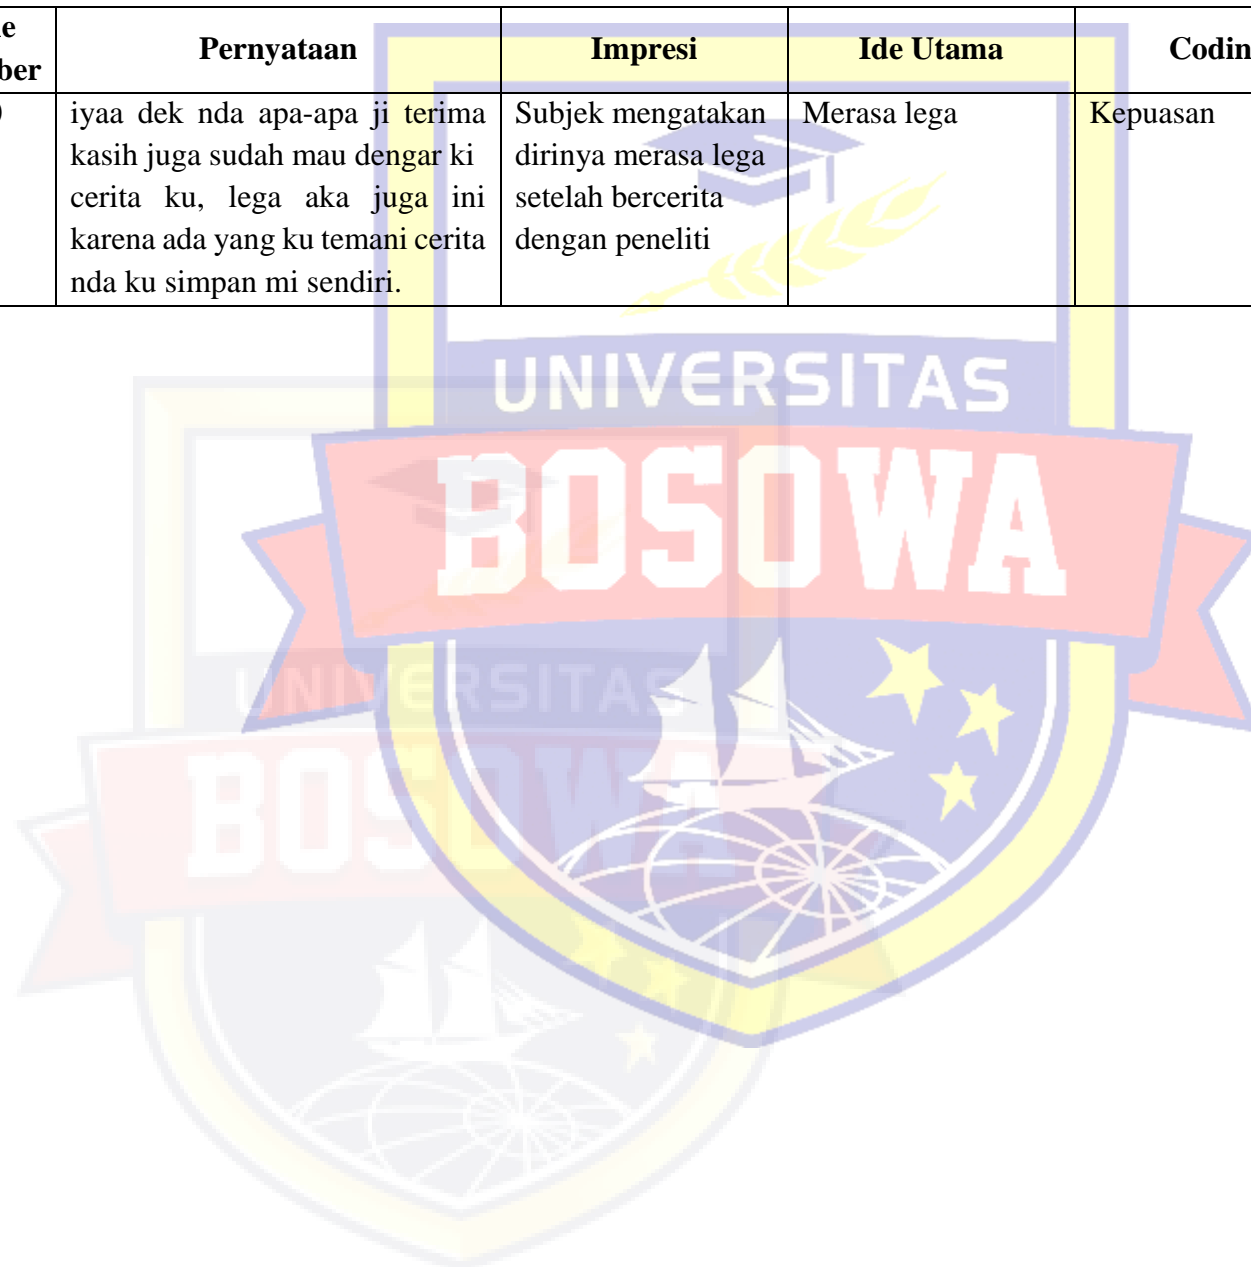 Pernyataan Impresi Ide Utama
iyaa dek nda apa-apa ji terima Subjek mengatakan Merasa lega Kepuasan
kasih juga sudah mau dengar ki dirinya merasa lega
cerita ku, lega aka juga ini setelah bercerita
karena ada yang ku temani cerita dengan peneliti
nda ku simpan mi sendiri.
UNIVERSITAS
BOSOWA
UNIVERSITAS
BOSOWA